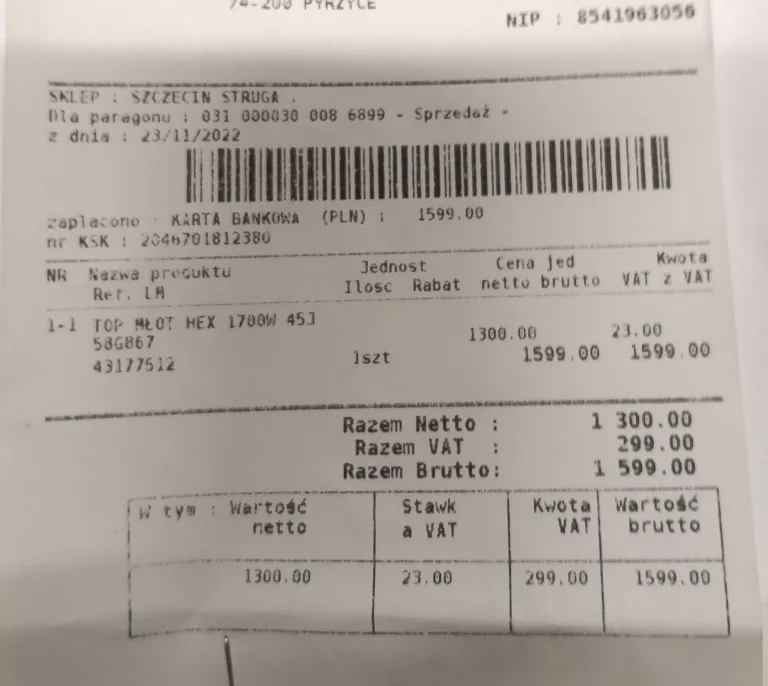 74-200 PYRZYCE
NIP : 8541963056
SKLEP : SZCZECIN STRUGA .
Dla paragonu : 031 000030 008 6899 - Sprzedaż -
z dnia : 23/11/2022
zapłacono : KARTA BANKOWA (PLN) : 1599.00
nr KSK : 2046701812380
NR Nazwa produktu Jednost Cena jed Kwota
Ref. LM Ilosc Rabat netto brutto VAT z VAT
1-1 TOP MŁOT HEX 1700W 45J 1300.00 23.00
58G867 1szt 1599.00 1599.00
43177512
Razem Netto : 1 300.00
Razem VAT : 299.00
Razem Brutto: 1 599.00
W tym : Wartość Stawk Kwota Wartość
netto a VAT VAT brutto
1300.00 23.00 299.00 1599.00